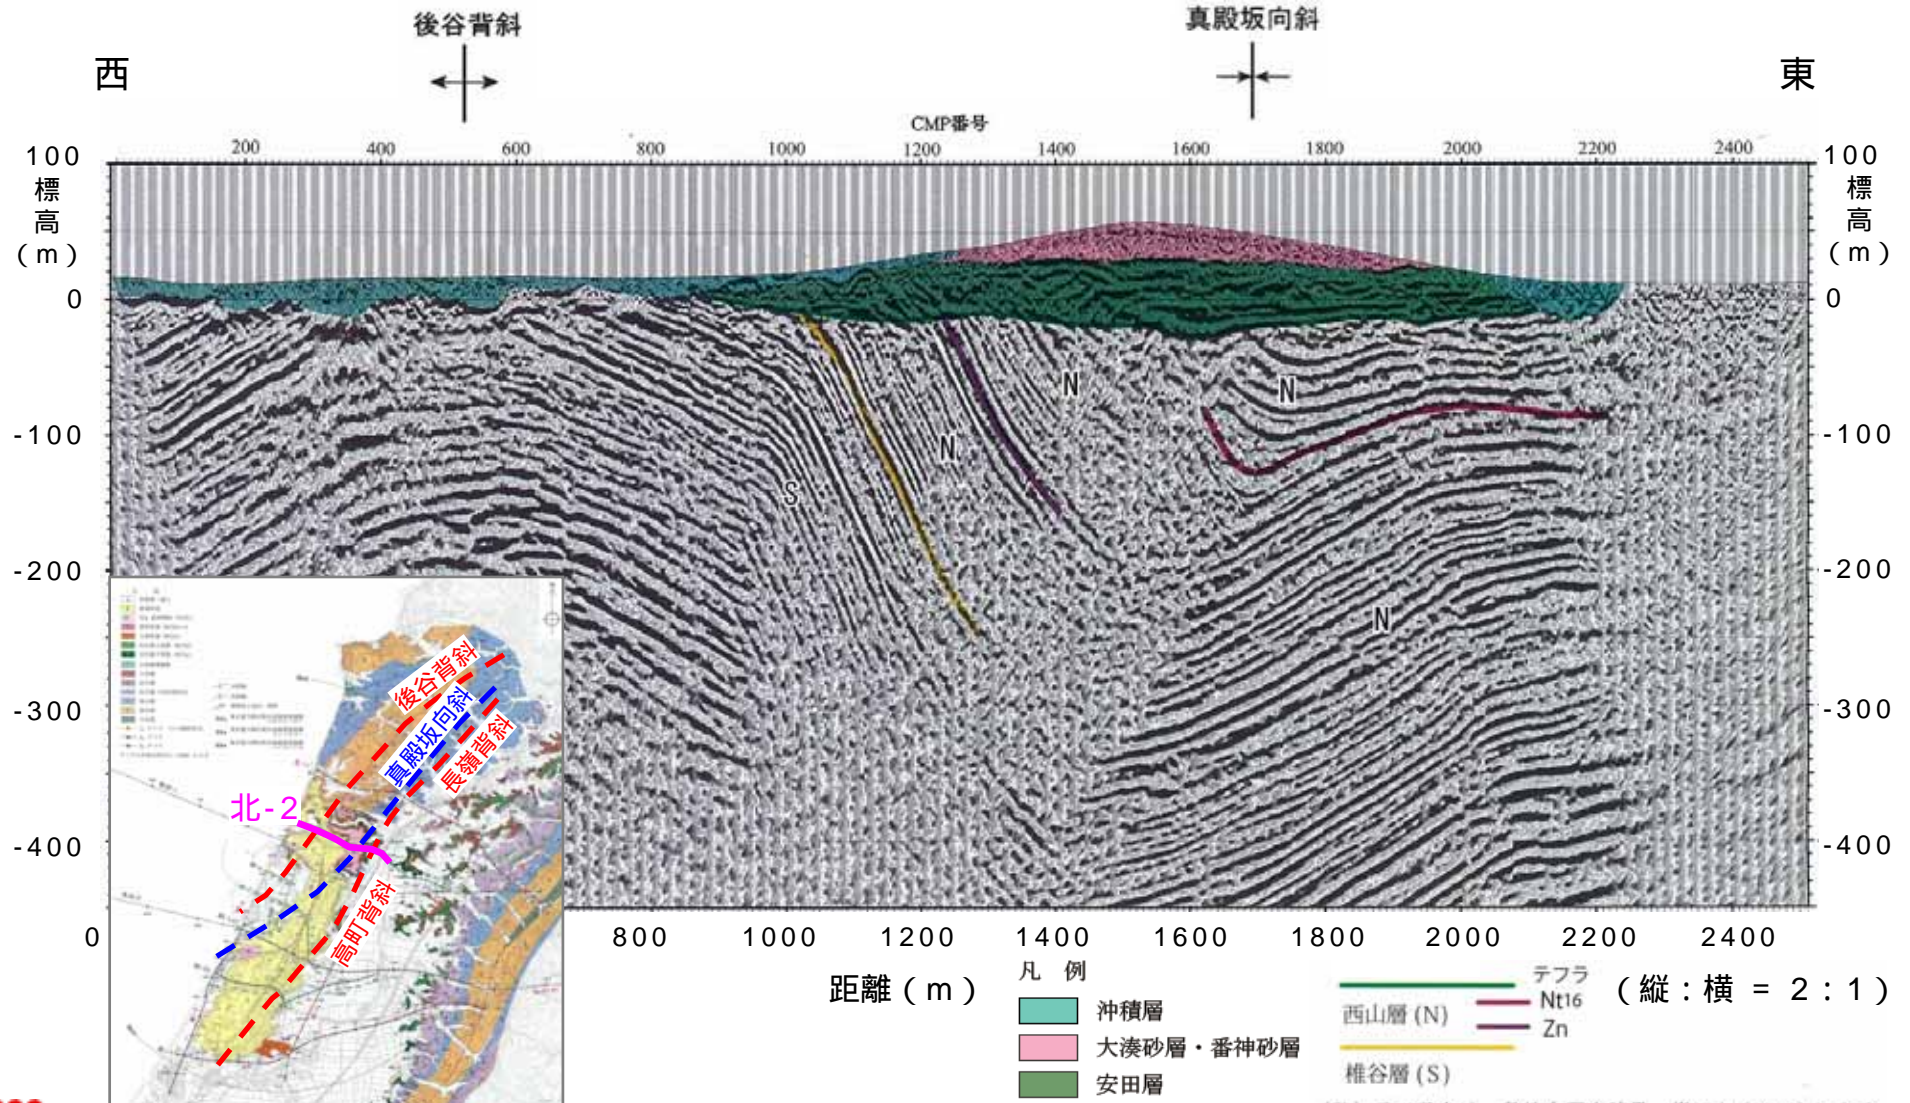 後谷背斜
真殿坂向斜
西
東
CMP番号
200 400 600 800 1000 1200 1400 1600 1800 2000 2200 2400
100
標
高
(m)
0
-100
-200
-300
-400
100
標
高
(m)
0
-100
-200
-300
-400
N
N
N
S
N
後谷背斜
真殿坂向斜
長嶺背斜
北-2
高町背斜
0 800 1000 1200 1400 1600 1800 2000 2200 2400
距離(m)
(縦:横 = 2:1)
凡 例
沖積層
大湊砂層・番神砂層
安田層
テフラ
西山層 (N)
Nt16
Zn
椎谷層 (S)